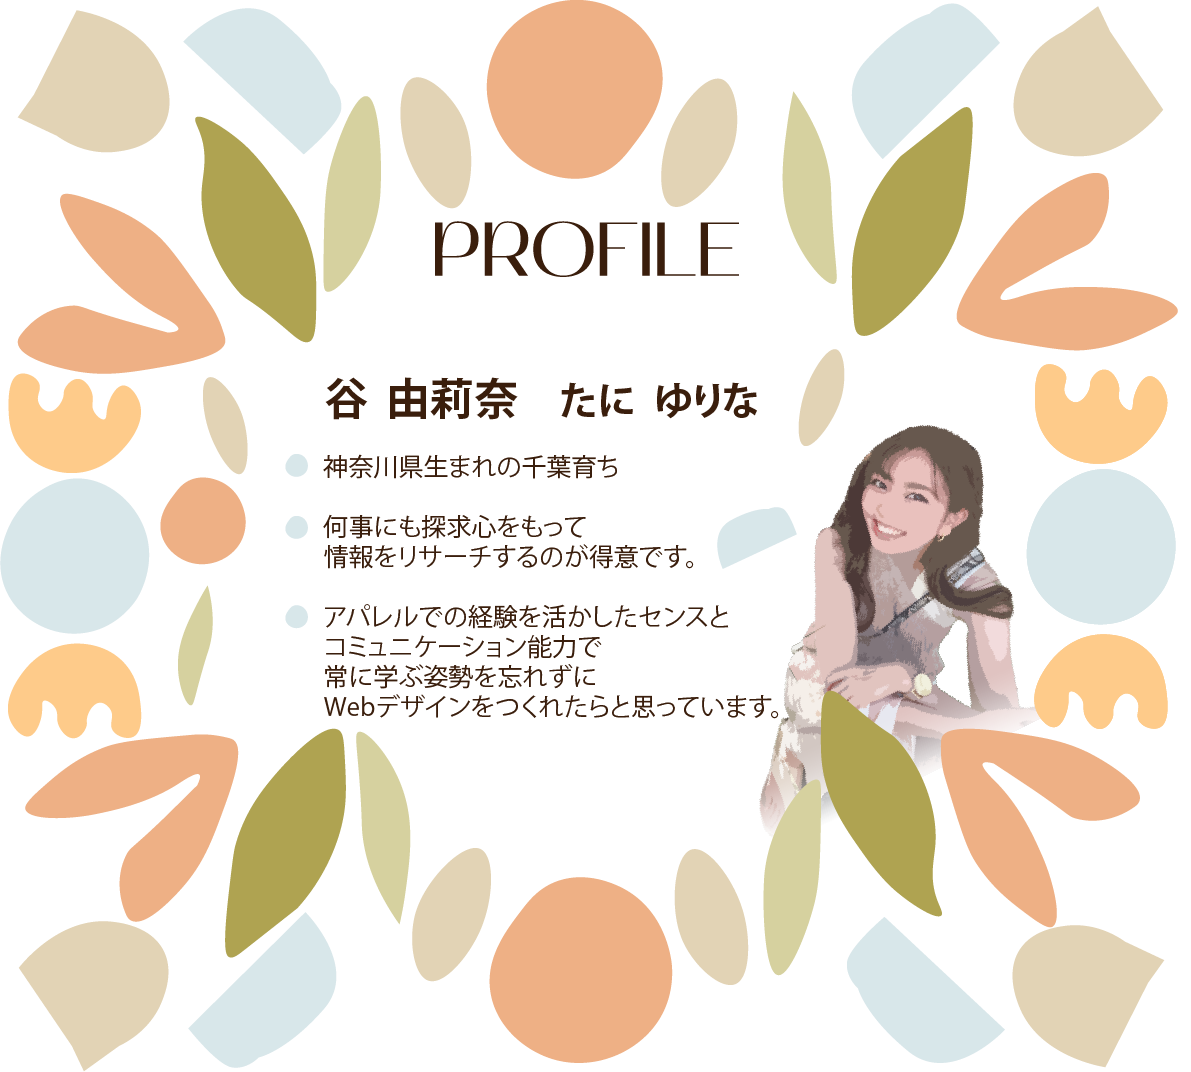 PROFILE
谷 由莉奈　たに ゆりな
神奈川県生まれの千葉育ち
何事にも探求心をもって
情報をリサーチするのが得意です。
アパレルでの経験を活かしたセンスと
コミュニケーション能力で
常に学ぶ姿勢を忘れずに
Webデザインをつくれたらと思っています。